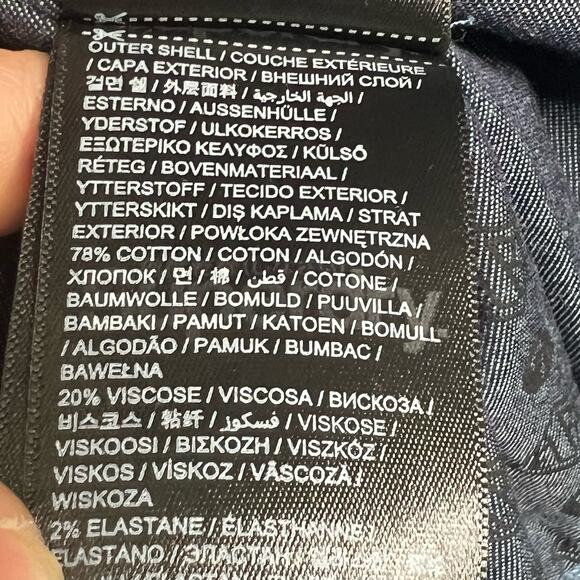 OUTER SHELL / COUCHE EXTÉRIEURE
/ CAPA EXTERIOR / ВНЕШНИЙ СЛОЙ /
겉면 쉘 / 外层面料 / الجهة الخارجية /
ESTERNO / AUSSENHÜLLE /
YDERSTOF / ULKOKERROS /
ΕΞΩΤΕΡΙΚΟ ΚΕΛΥΦΟΣ / KÜLSŐ
RÉTEG / BOVENMATERIAAL /
YTTERSTOFF / TECIDO EXTERIOR /
YTTERSKIKT / DIŞ KAPLAMA / STRAT
EXTERIOR / POWŁOKA ZEWNĘTRZNA
78% COTTON / COTON / ALGODÓN /
ХЛОПОК / 면 / 棉 / قطن / COTONE /
BAUMWOLLE / BOMULD / PUUVILLA /
BAMBAKI / PAMUT / KATOEN / BOMULL
/ ALGODÃO / PAMUK / BUMBAC /
BAWEŁNA
20% VISCOSE / VISCOSA / ВИСКОЗА /
비스코스 / 粘纤 / فسكوز / VISKOSE /
VISKOOSI / ΒΙΣΚΟΖΗ / VISZKÓZ /
VISKOS / VİSKOZ / VÂSCOZÀ /
WISKOZA
2% ELASTANE / ÉLASTHANNE /
ELASTANO / ЭЛАСТАН /